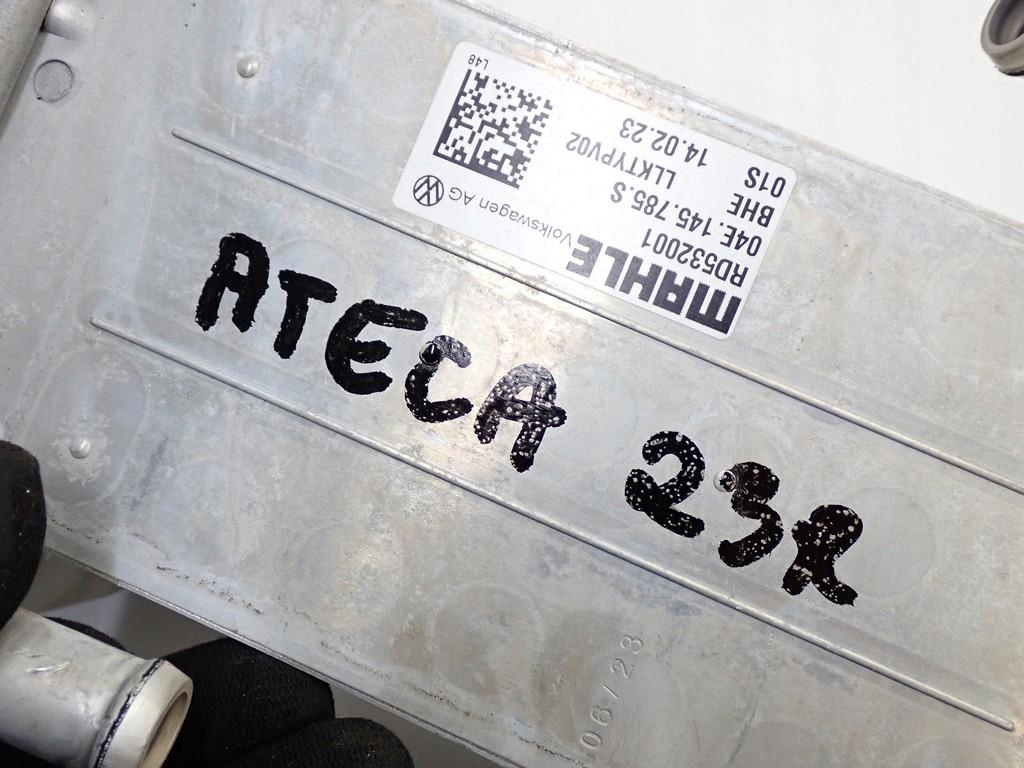 MAHLE
Volkswagen AG
RD532001
04E.145.785.S
BHE LLKTYPV02
01S 14.02.23
L48
ATECA 23R
06/23